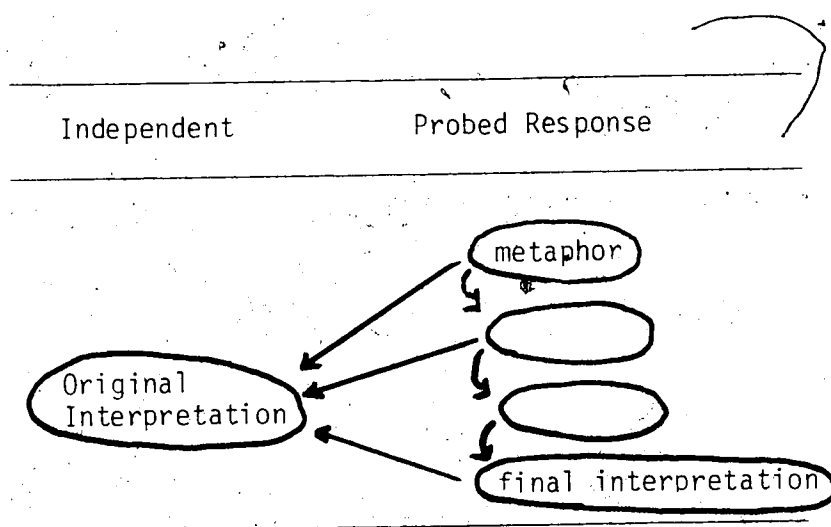 Independent Probed Response
metaphor
Original
Interpretation
final interpretation